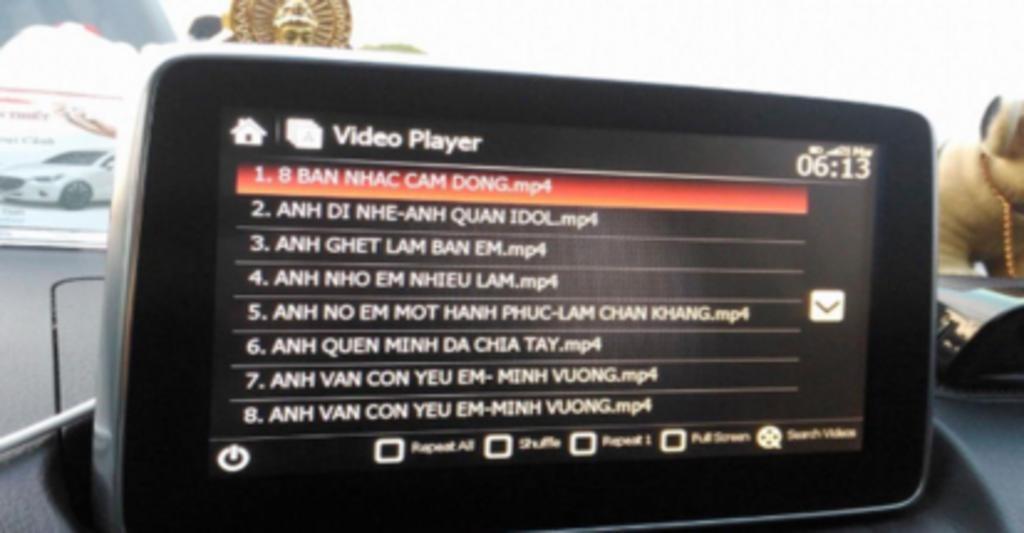 Video Player
06:13
1. 8 BAN NHAC CAM DONG.mp4
2. ANH DI NHE-ANH QUAN IDOL.mp4
3. ANH GHET LAM BAN EM.mp4
4. ANH NHO EM NHIEU LAM.mp4
5. ANH NO EM MOT HANH PHUC-LAM CHAN KHANG.mp4
6. ANH QUEN MINH DA CHIA TAY.mp4
7. ANH VAN CON YEU EM- MINH VUONG.mp4
8. ANH VAN CON YEU EM-MINH VUONG.mp4
Repeat All Shuffle Repeat 1 Full Screen Search Videos